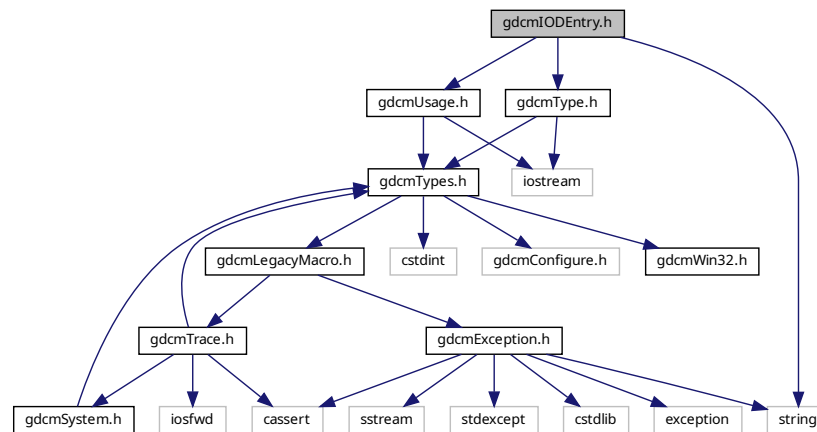 gdcmIODEntry.h
gdcmUsage.h
gdcmType.h
gdcmTypes.h
iostream
gdcmLegacyMacro.h
cstdint
gdcmConfigure.h
gdcmWin32.h
gdcmTrace.h
gdcmException.h
gdcmSystem.h
iosfwd
cassert
sstream
stdexcept
cstdlib
exception
string